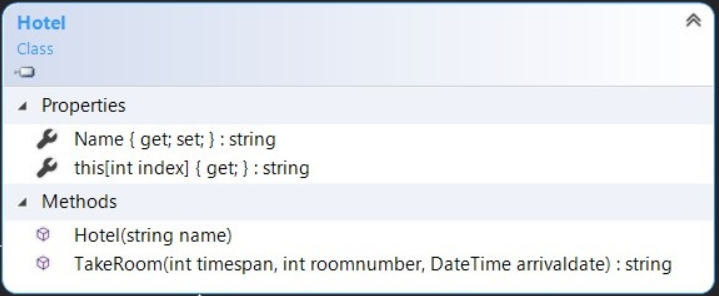 Hotel
Class
Properties
Name { get; set; } : string
this[int index] { get; } : string
Methods
Hotel(string name)
TakeRoom(int timespan, int roomnumber, DateTime arrivaldate) : string